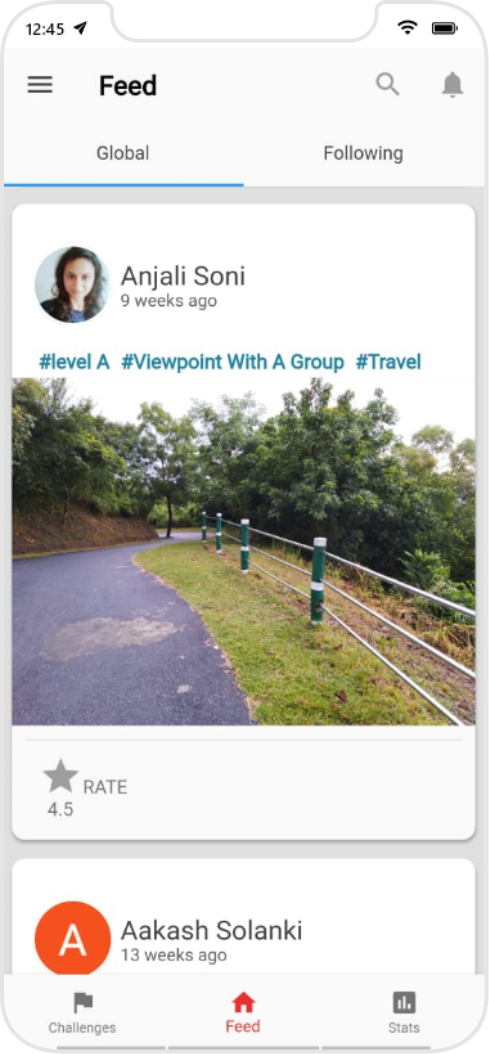 12:45
Feed
Global Following
Anjali Soni
9 weeks ago
#level A #Viewpoint With A Group #Travel
RATE
4.5
A
Aakash Solanki
13 weeks ago
Challenges Feed Stats